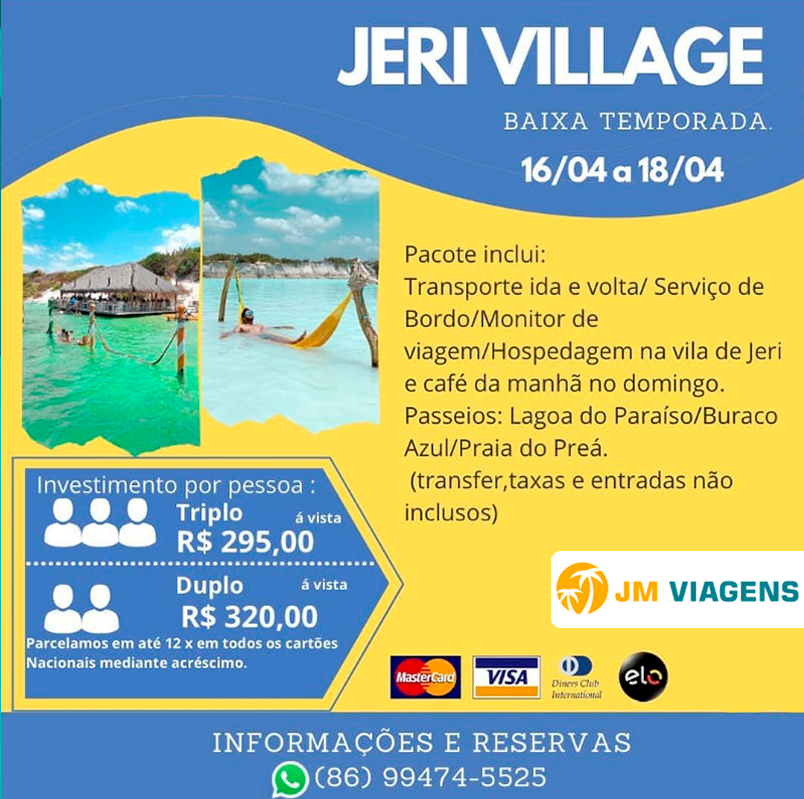 JERI VILLAGE
BAIXA TEMPORADA.
16/04 a 18/04
Pacote inclui:
Transporte ida e volta/ Serviço de
Bordo/Monitor de
viagem/Hospedagem na vila de Jeri
e café da manhã no domingo.
Passeios: Lagoa do Paraíso/Buraco
Azul/Praia do Preá.
(transfer,taxas e entradas não
inclusos)
Investimento por pessoa :
Triplo á vista
R$ 295,00
Duplo á vista
R$ 320,00
Parcelamos em até 12 x em todos os cartões
Nacionais mediante acréscimo.
JM VIAGENS
MasterCard
VISA
Diners Club
International
elo
INFORMAÇÕES E RESERVAS
(86) 99474-5525